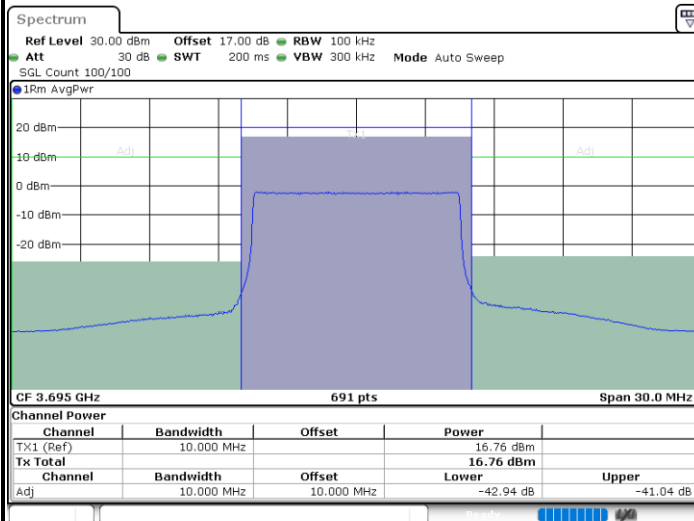 Spectrum
Ref Level 30.00 dBm Offset 17.00 dB RBW 100 kHz
Att 30 dB SWT 200 ms VBW 300 kHz Mode Auto Sweep
SGL Count 100/100
1Rm AvgPwr
20 dBm
TX1
Adj Adj
10 dBm
0 dBm
-10 dBm
-20 dBm
CF 3.695 GHz 691 pts Span 30.0 MHz
Channel Power
Channel Bandwidth Offset Power
TX1 (Ref) 10.000 MHz 16.76 dBm
Tx Total 16.76 dBm
Channel Bandwidth Offset Lower Upper
Adj 10.000 MHz 10.000 MHz -42.94 dB -41.04 dB
Ready